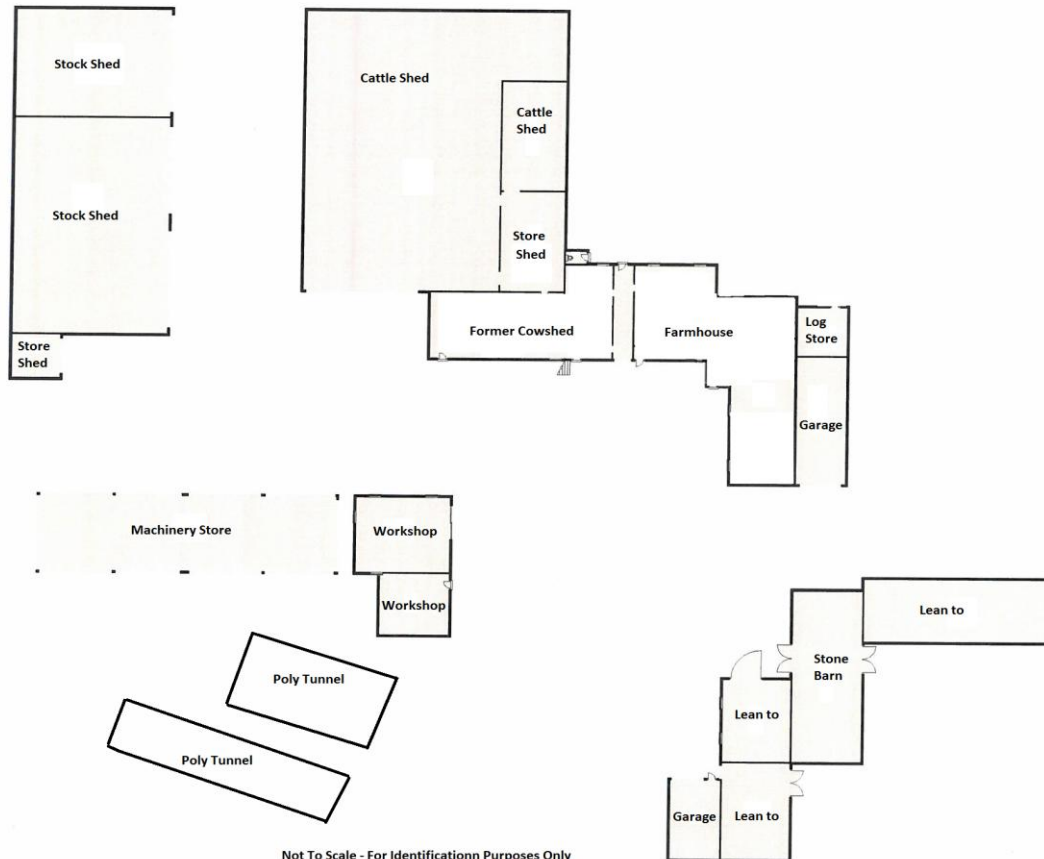 Stock Shed
Cattle Shed
Cattle
Shed
Stock Shed
Store
Shed
Former Cowshed
Farmhouse
Log
Store
Store
Shed
Garage
Machinery Store
Workshop
Workshop
Lean to
Stone
Barn
Poly Tunnel
Lean to
Poly Tunnel
Garage
Lean to
Not To Scale - For Identificationn Purposes Only